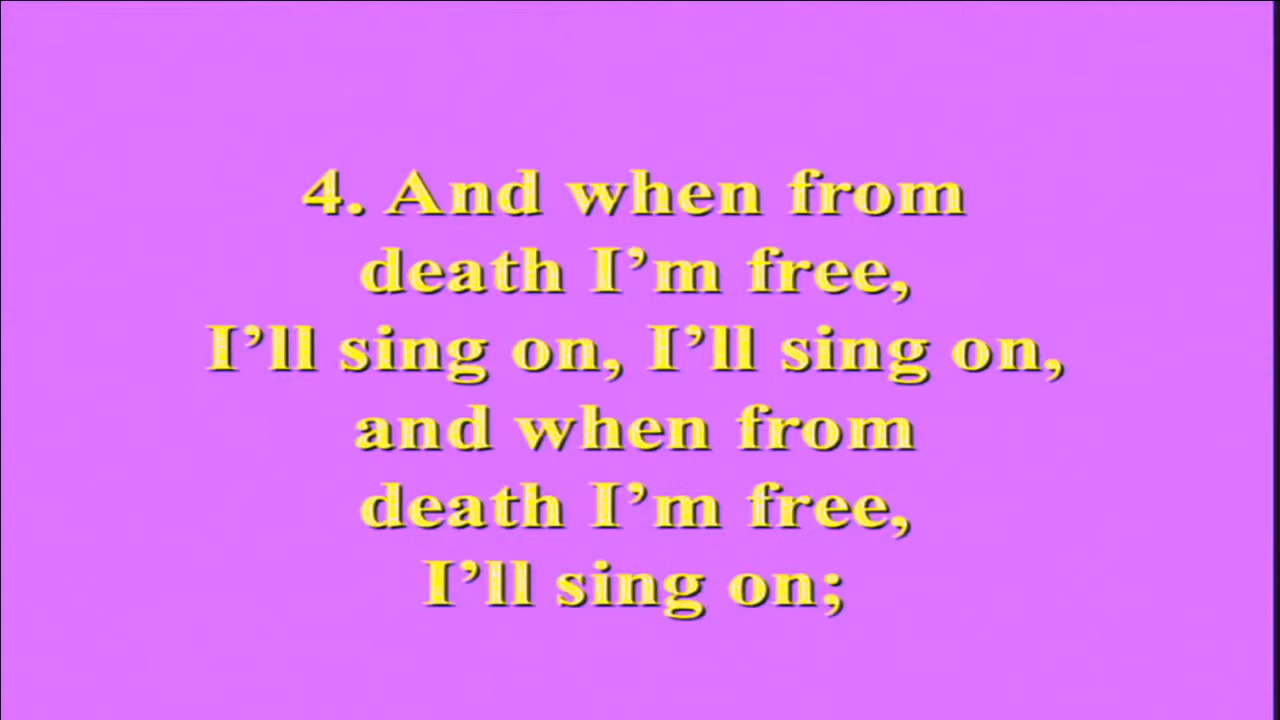 4. And when from
death I’m free,
I’ll sing on, I’ll sing on,
and when from
death I’m free,
I’ll sing on;